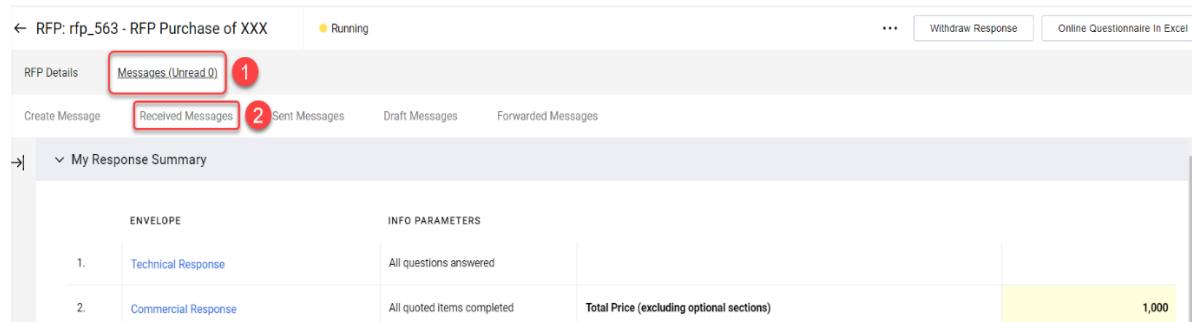 ← RFP: rfp_563 - RFP Purchase of XXX Running ... Withdraw Response Online Questionnaire In Excel
RFP Details Messages (Unread 0) 1
Create Message Received Messages 2 Sent Messages Draft Messages Forwarded Messages
My Response Summary
ENVELOPE INFO PARAMETERS
1. Technical Response All questions answered
2. Commercial Response All quoted items completed Total Price (excluding optional sections) 1,000